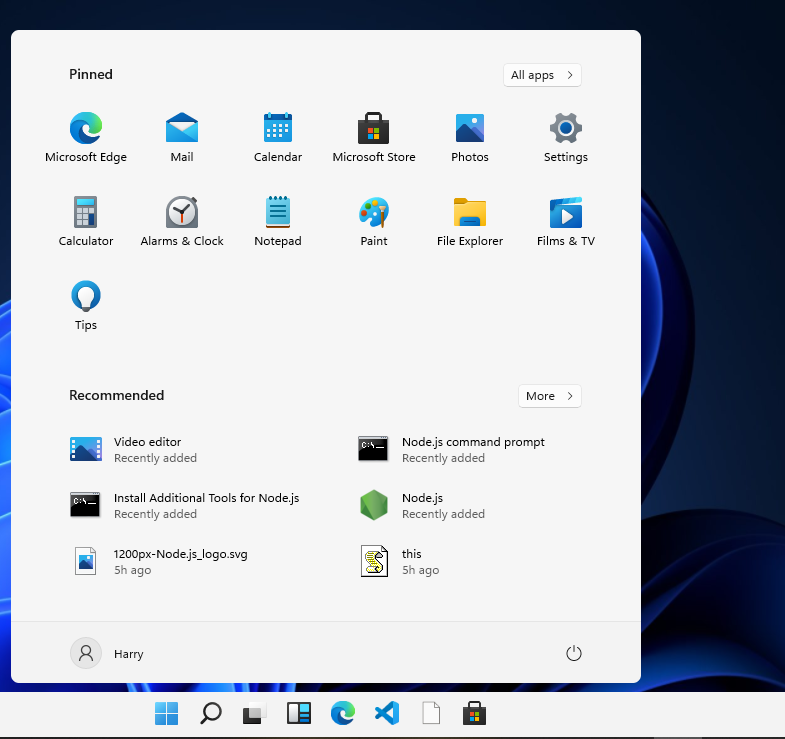 Pinned
All apps
Microsoft Edge
Mail
Calendar
Microsoft Store
Photos
Settings
Calculator
Alarms & Clock
Notepad
Paint
File Explorer
Films & TV
Tips
Recommended
More
Video editor
Recently added
Node.js command prompt
Recently added
Install Additional Tools for Node.js
Recently added
Node.js
Recently added
1200px-Node.js_logo.svg
5h ago
this
5h ago
Harry